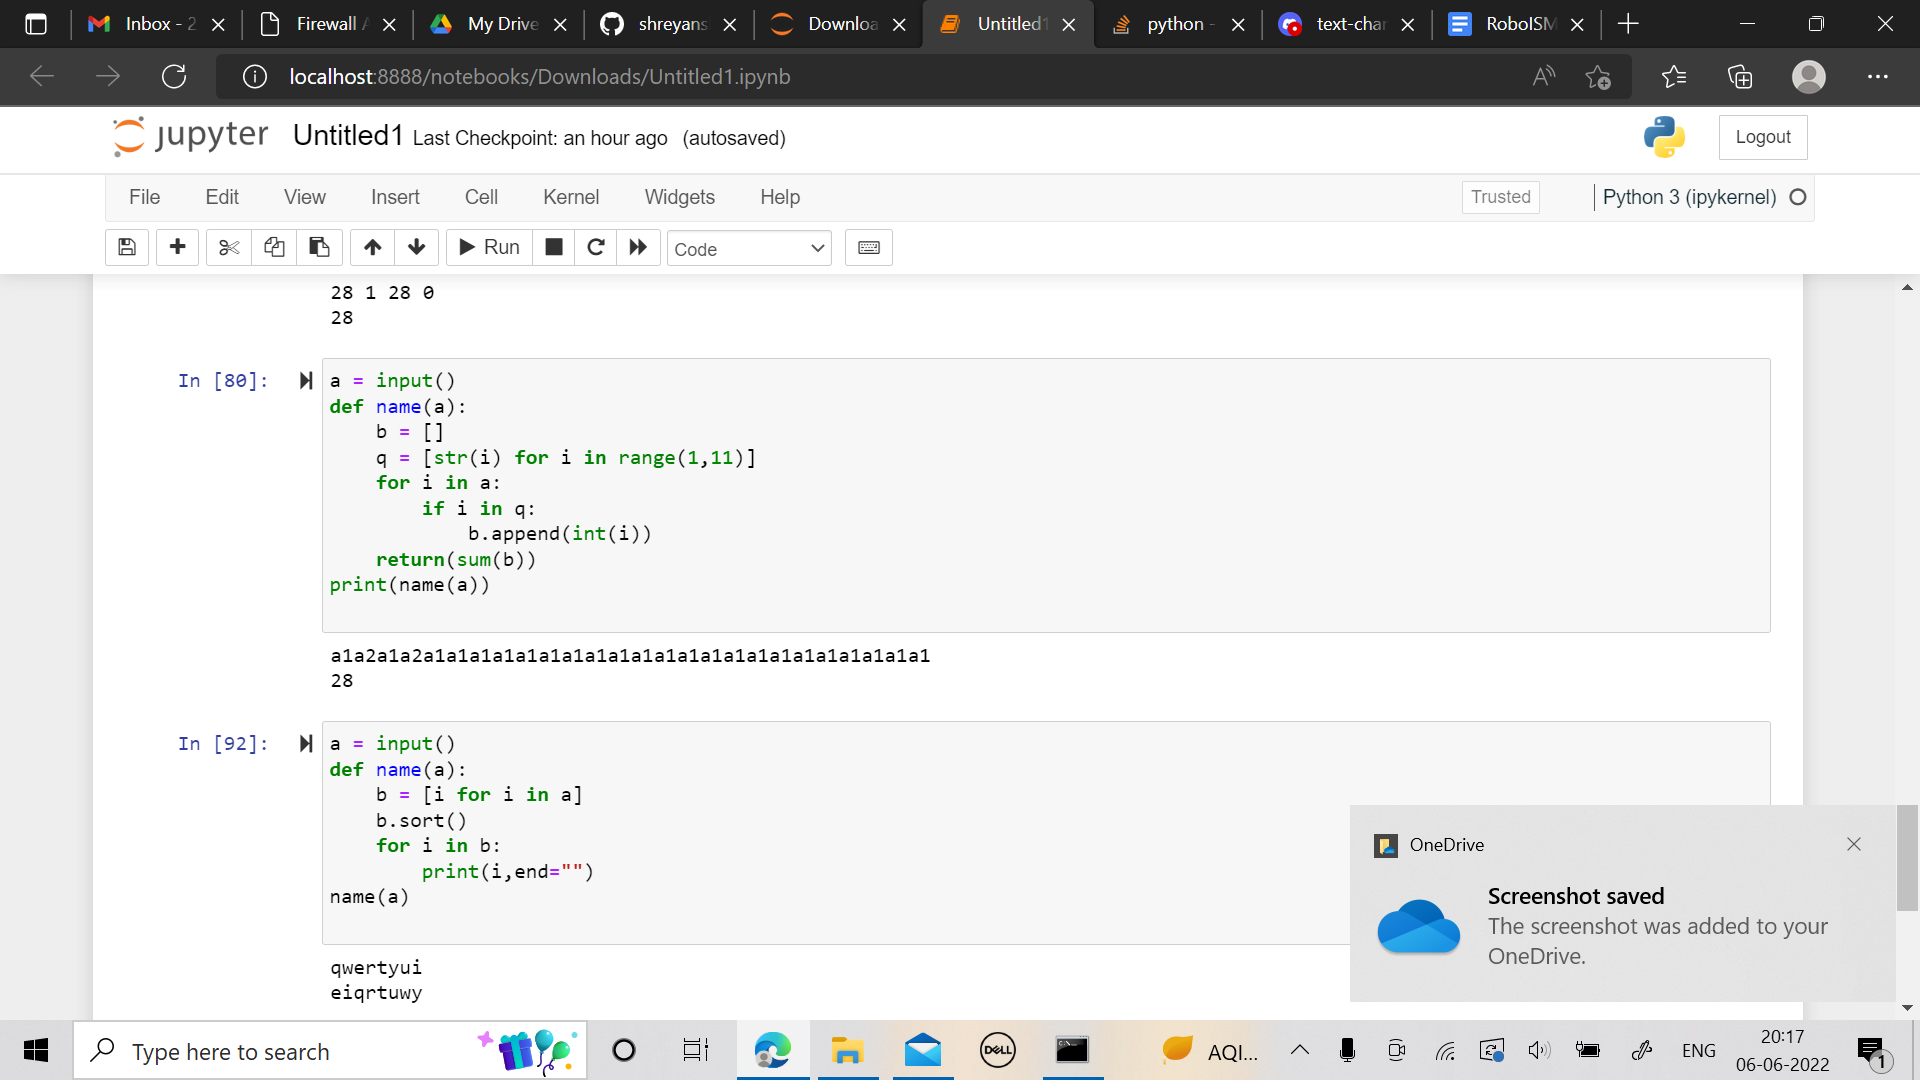 Inbox - 2
Firewall A
My Drive
shreyans
Downloa
Untitled1
python -
text-char
RoboISM
localhost:8888/notebooks/Downloads/Untitled1.ipynb
jupyter Untitled1 Last Checkpoint: an hour ago (autosaved)
Logout
File Edit View Insert Cell Kernel Widgets Help
Trusted
Python 3 (ipykernel)
Run
Code
28 1 28 0
28
In [80]:
a = input()
def name(a):
    b = []
    q = [str(i) for i in range(1,11)]
    for i in a:
        if i in q:
            b.append(int(i))
    return(sum(b))
print(name(a))
a1a2a1a2a1a1a1a1a1a1a1a1a1a1a1a1a1a1a1a1a1a1a1a1a1a1
28
In [92]:
a = input()
def name(a):
    b = [i for i in a]
    b.sort()
    for i in b:
        print(i,end="")
name(a)
qwertyui
eiqrtuwy
OneDrive
Screenshot saved
The screenshot was added to your
OneDrive.
Type here to search
DELL
AQI...
ENG
20:17
06-06-2022
1